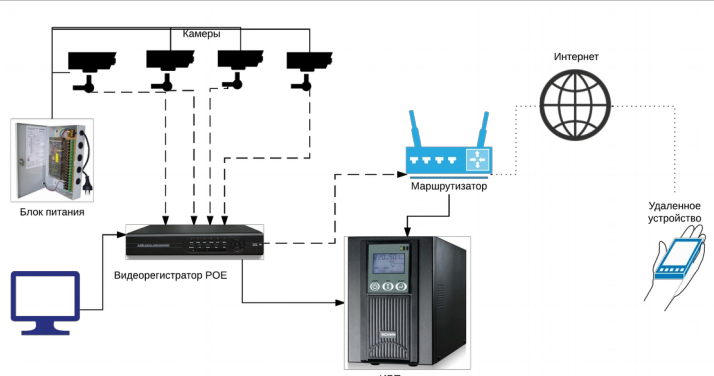 Камеры
Интернет
Маршрутизатор
Блок питания
Удаленное
устройство
Видеорегистратор POE